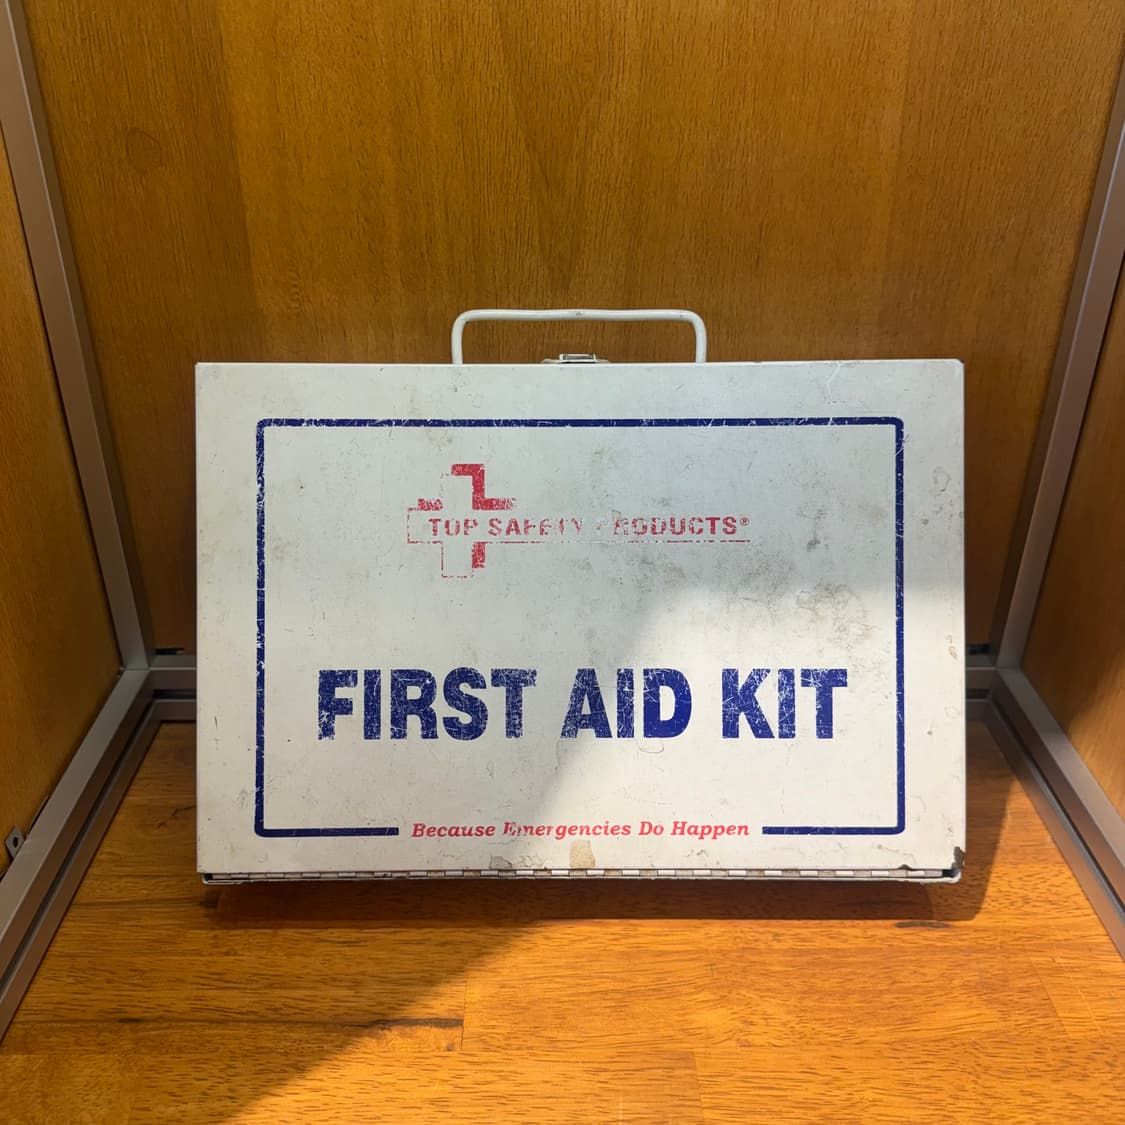 TOP SAFETY PRODUCTS®
FIRST AID KIT
Because Emergencies Do Happen